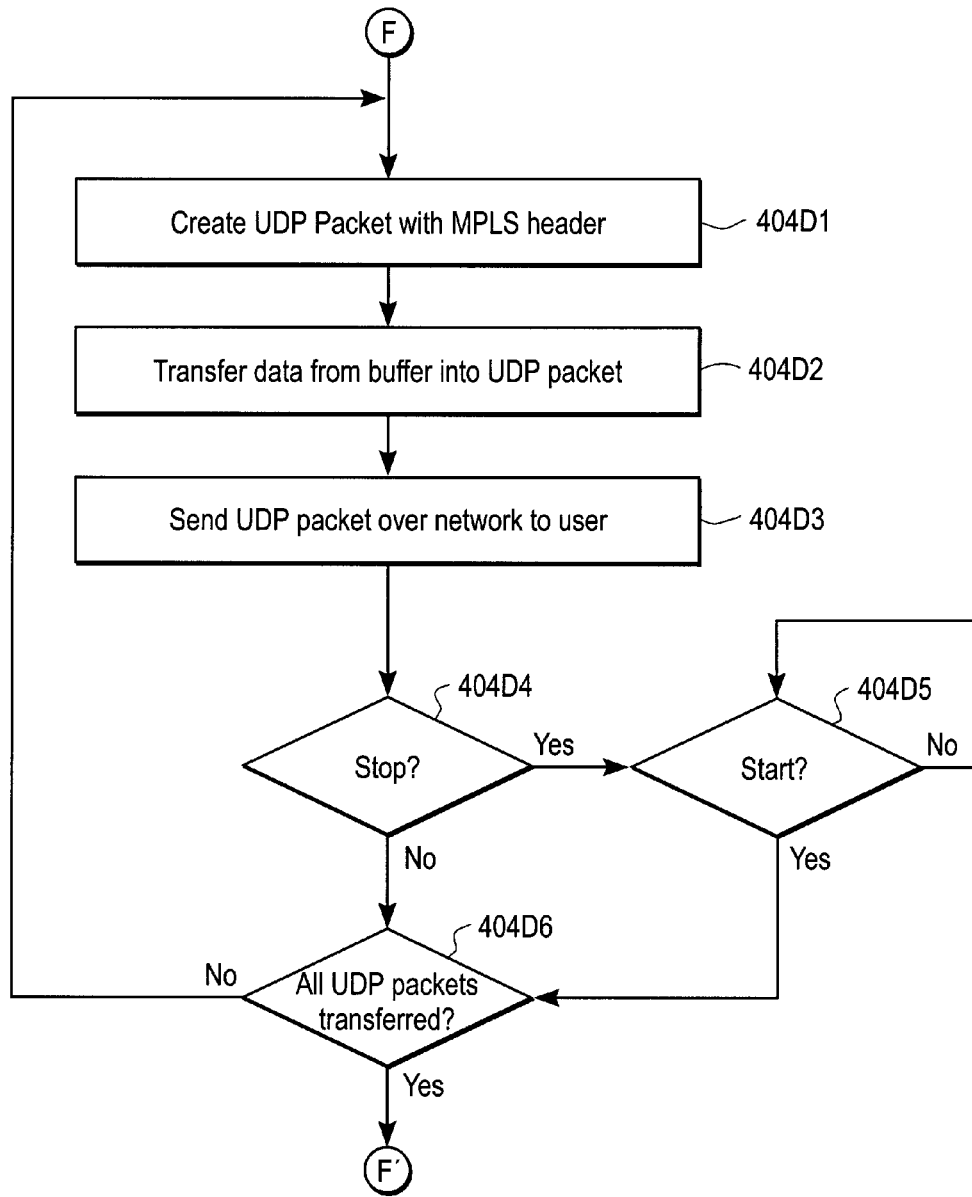 F
Create UDP Packet with MPLS header
404D1
Transfer data from buffer into UDP packet
404D2
Send UDP packet over network to user
404D3
404D4
Stop?
Yes
No
404D5
Start?
No
Yes
404D6
All UDP packets
transferred?
No
Yes
F´